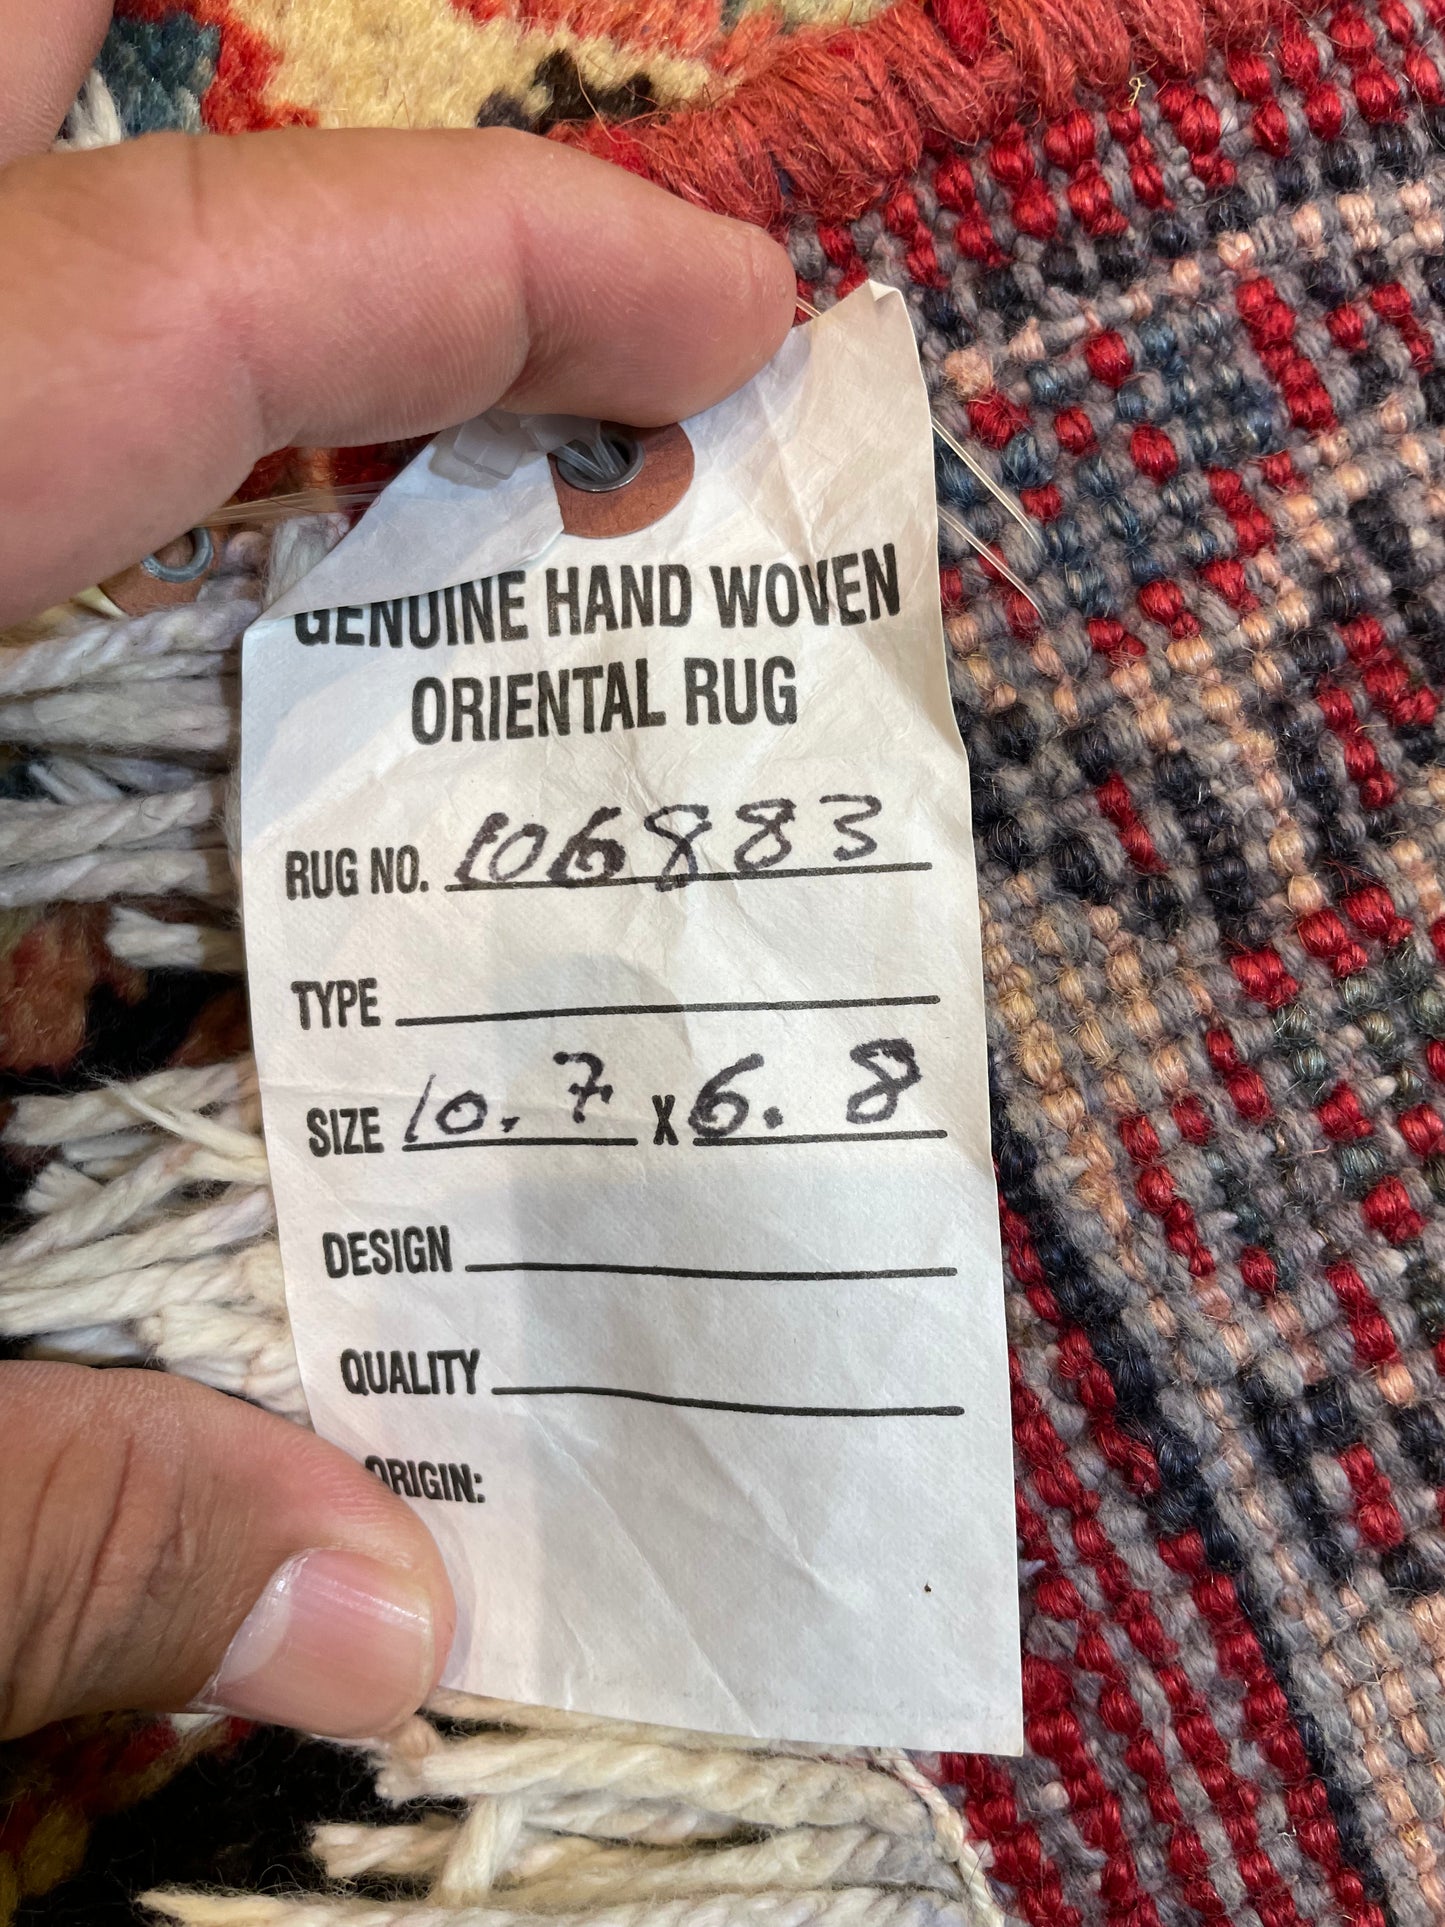 GENUINE HAND WOVEN
ORIENTAL RUG
RUG NO. 106883
TYPE
SIZE 10.7 X 6.8
DESIGN
QUALITY
ORIGIN: